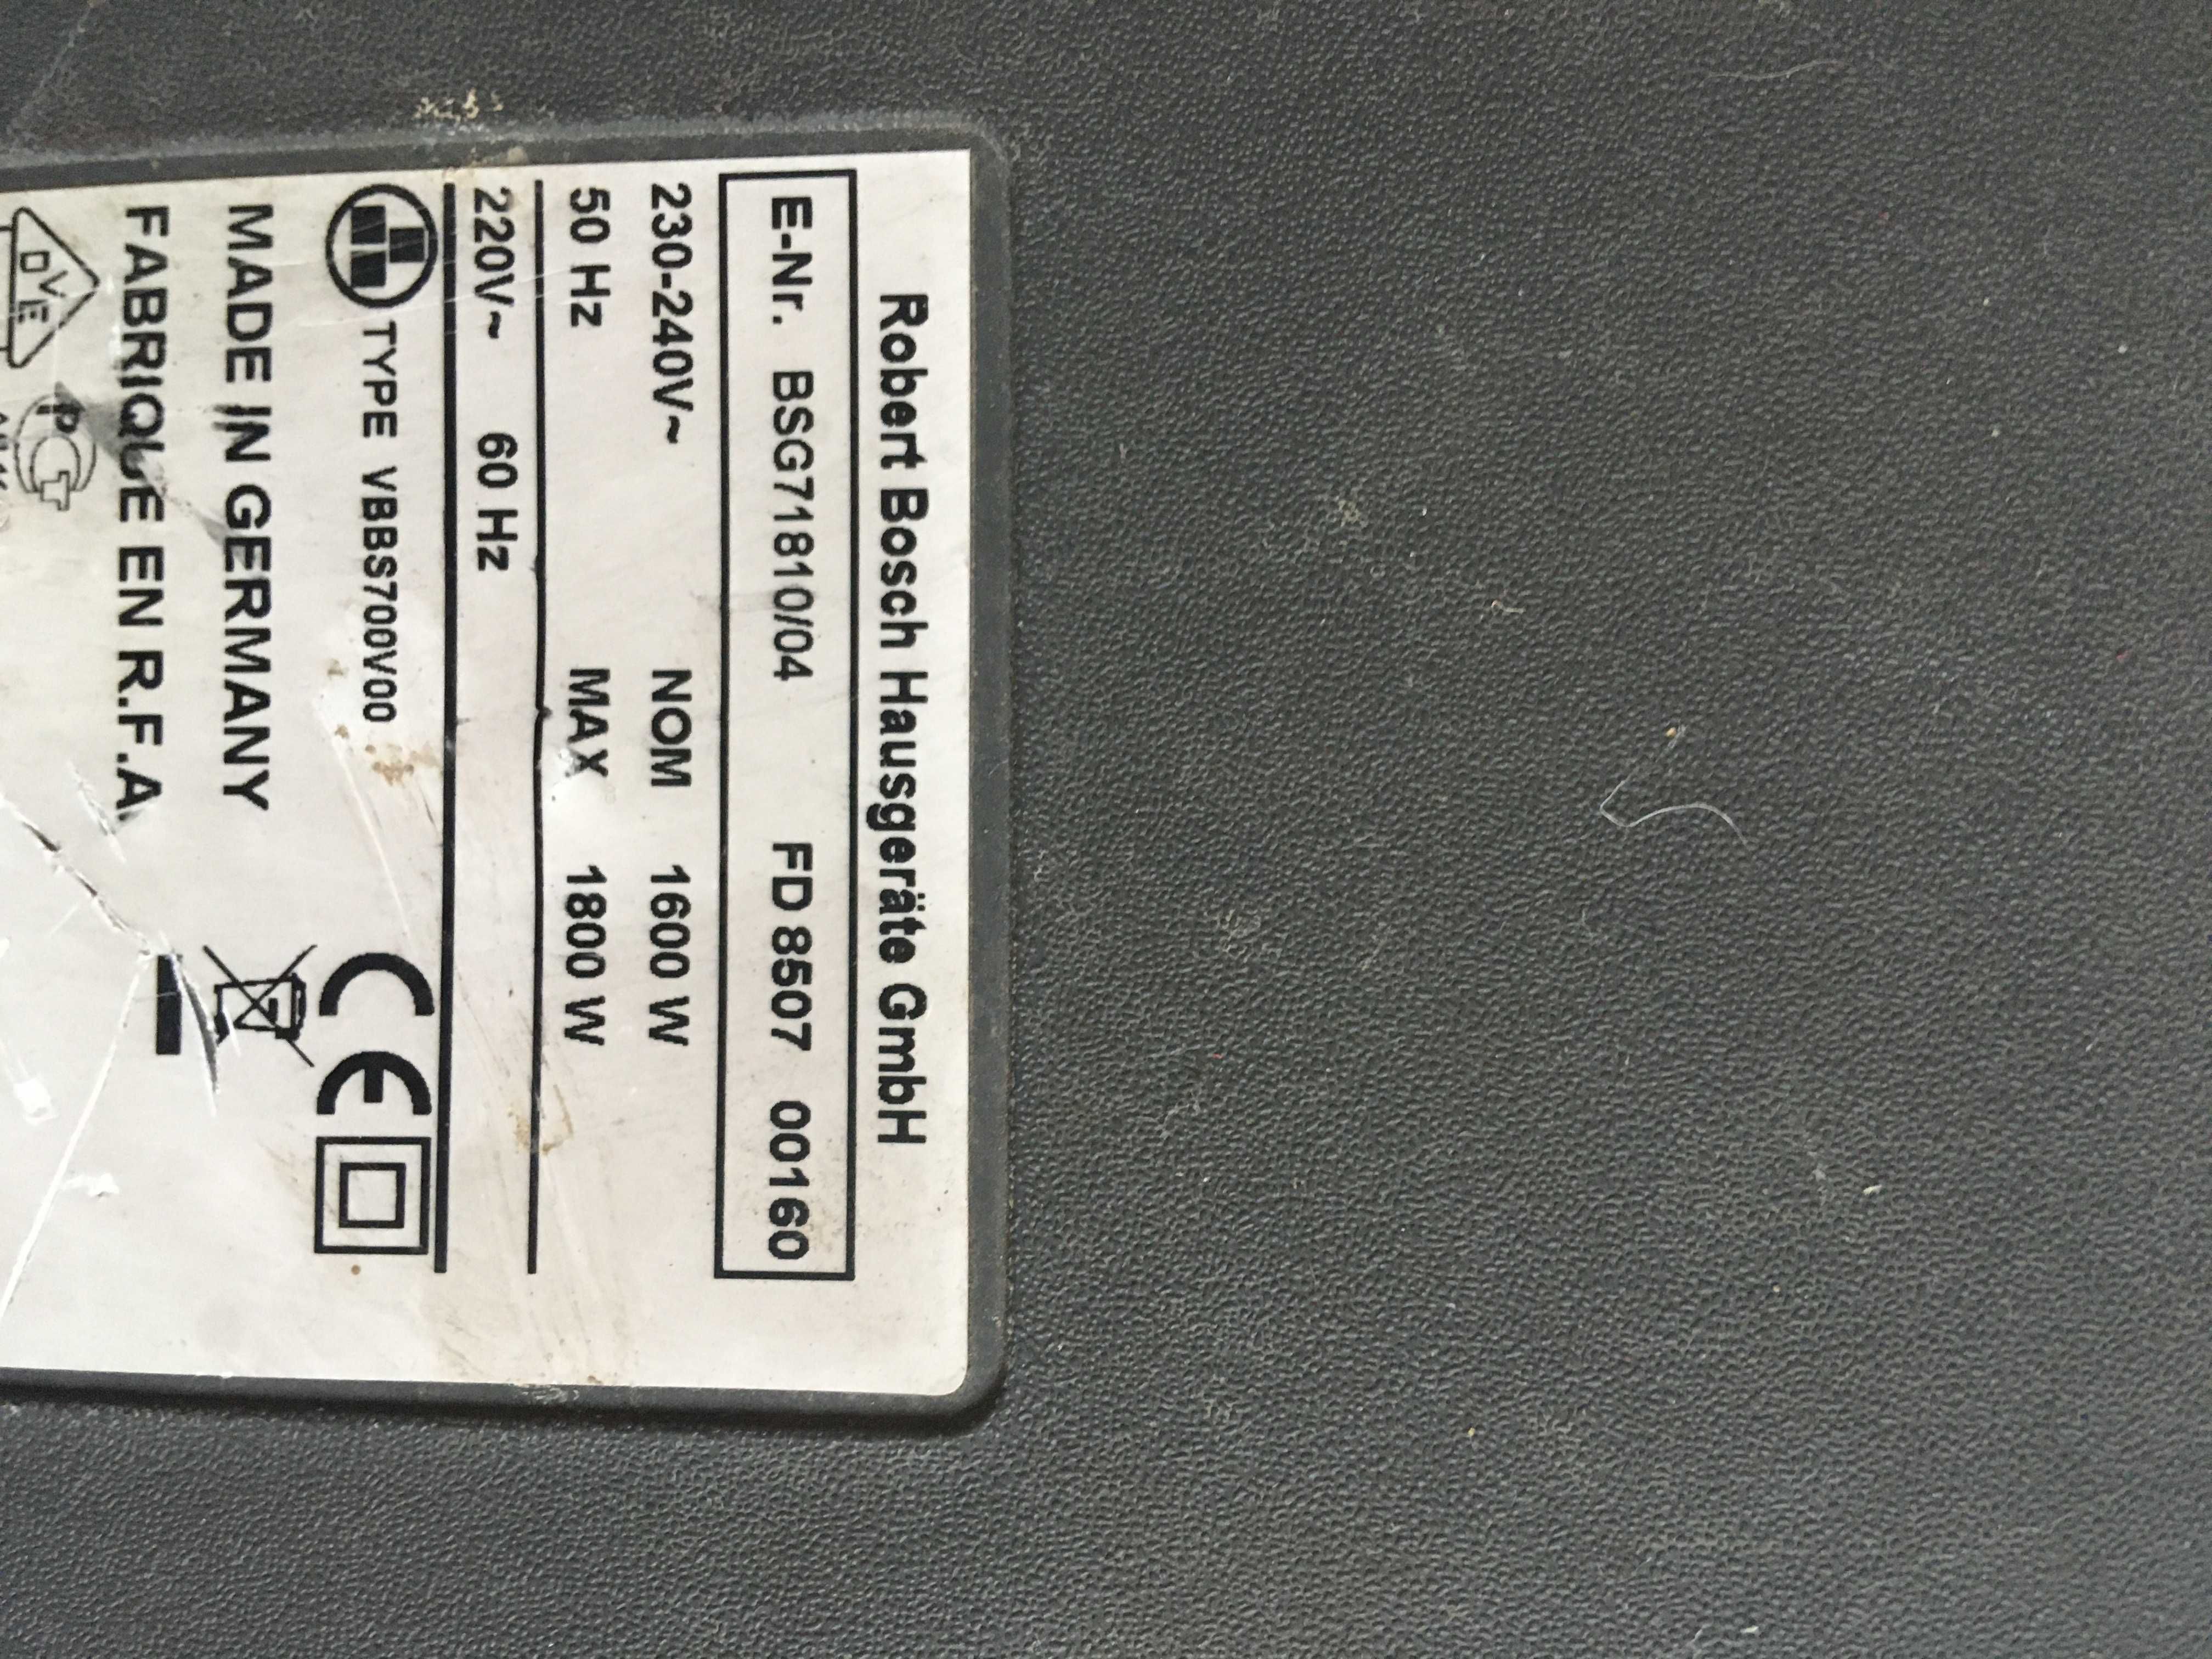 Robert Bosch Hausgeräte GmbH
E-Nr. BSG71810/04 FD 8507 00160
230-240V~ NOM 1600 W
50 Hz MAX 1800 W
220V~ 60 Hz
TYPE VBBS700V00
CE
MADE IN GERMANY
FABRIQUE EN R.F.A.
DVE